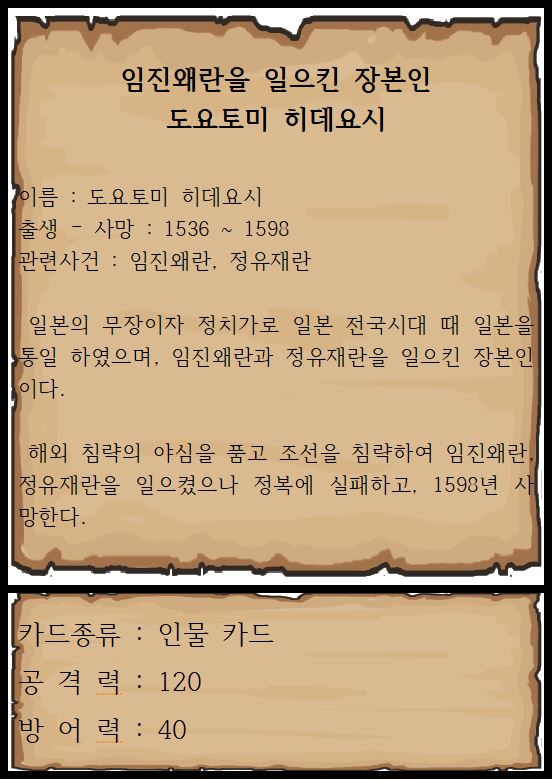 임진왜란을 일으킨 장본인
도요토미 히데요시
이름 : 도요토미 히데요시
출생 - 사망 : 1536 ~ 1598
관련사건 : 임진왜란, 정유재란
일본의 무장이자 정치가로 일본 전국시대 때 일본을
통일 하였으며, 임진왜란과 정유재란을 일으킨 장본인
이다.
해외 침략의 야심을 품고 조선을 침략하여 임진왜란,
정유재란을 일으켰으나 정복에 실패하고, 1598년 사
망한다.
카드종류 : 인물 카드
공 격 력 : 120
방 어 력 : 40